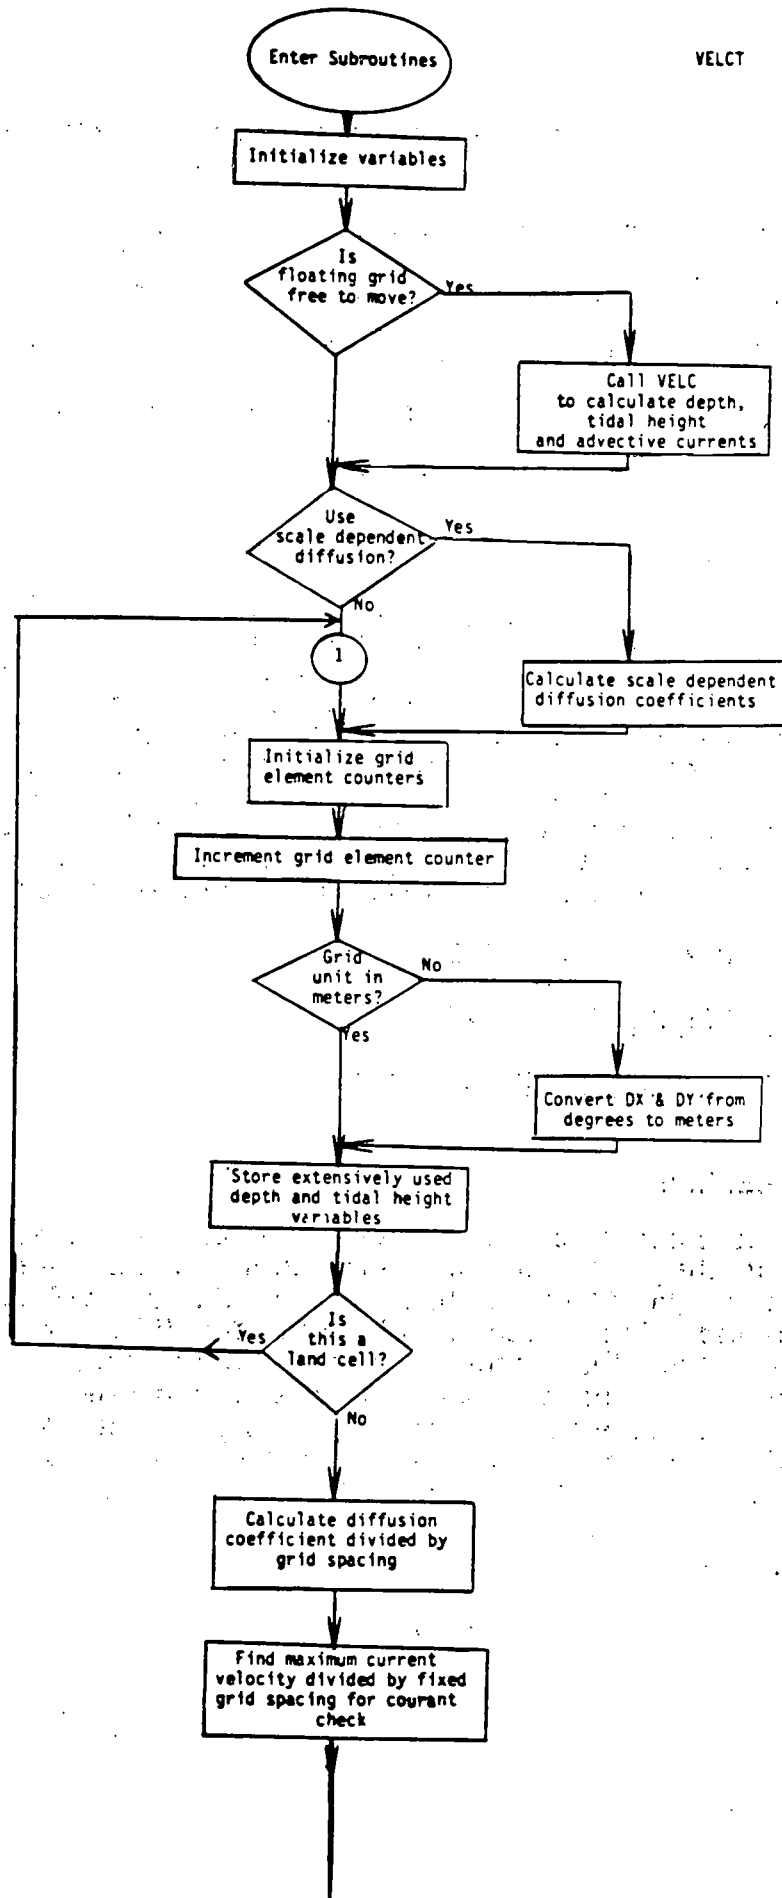 Enter Subroutines
VELCT
Initialize variables
Is
floating grid
free to move?
Yes
Call VELC
to calculate depth,
tidal height
and advective currents
Use
scale dependent
diffusion?
Yes
No
1
Calculate scale dependent
diffusion coefficients
Initialize grid
element counters
Increment grid element counter
Grid
unit in
meters?
No
Yes
Convert DX & DY from
degrees to meters
Store extensively used
depth and tidal height
variables
Is
this a
land cell?
Yes
No
Calculate diffusion
coefficient divided by
grid spacing
Find maximum current
velocity divided by fixed
grid spacing for courant
check